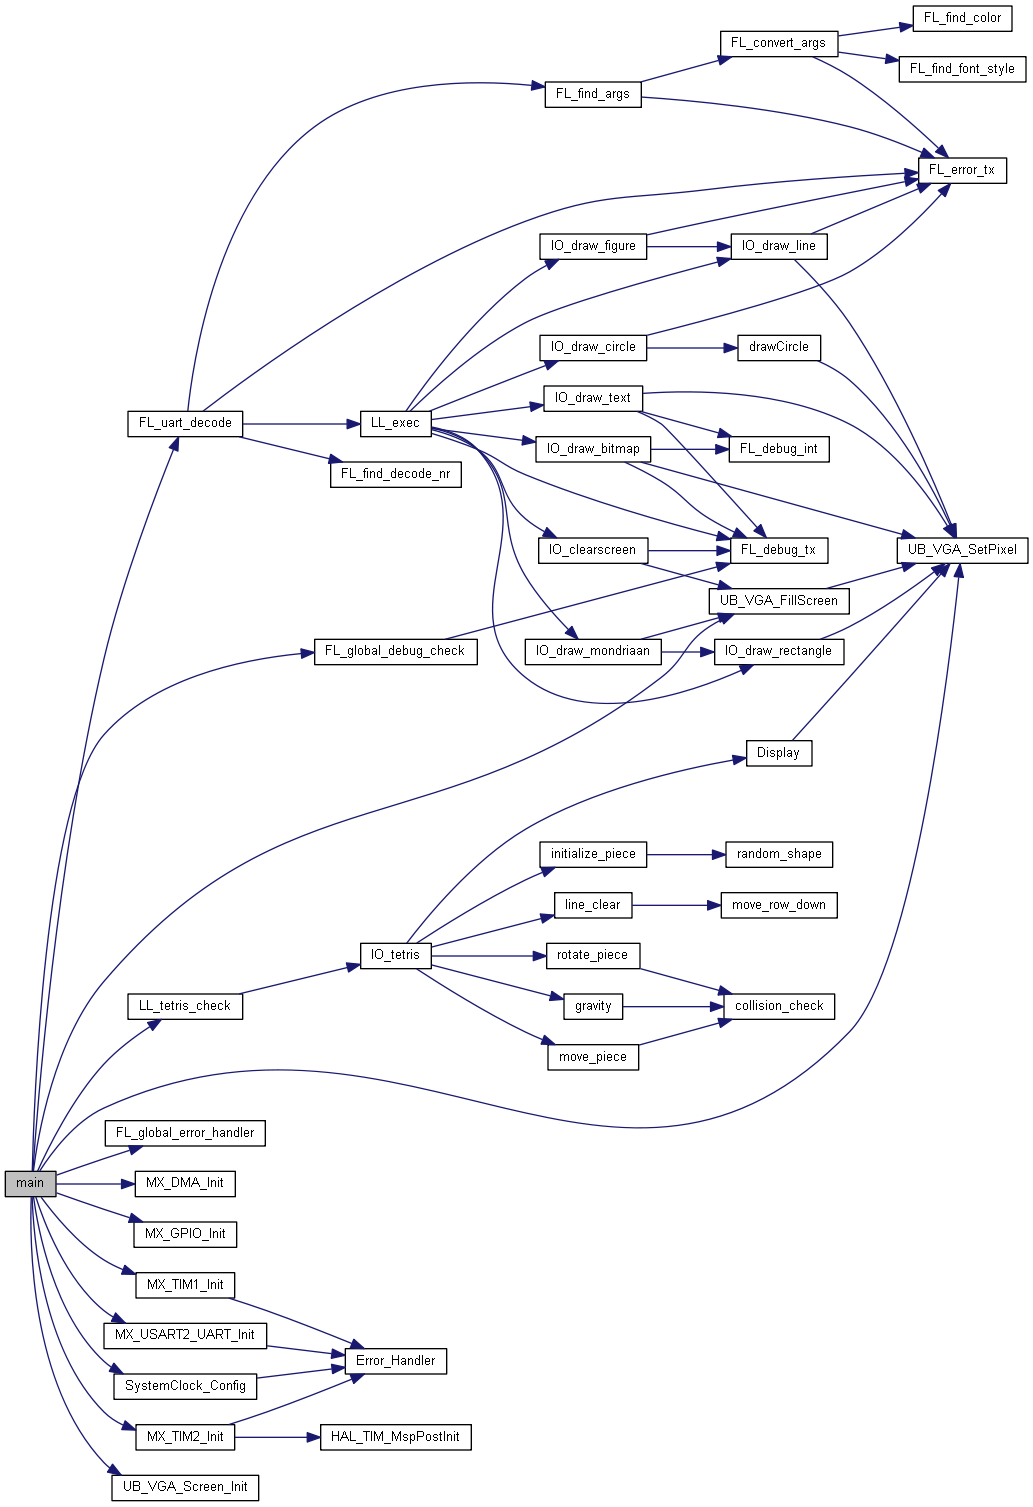 FL_find_color
FL_convert_args
FL_find_font_style
FL_find_args
FL_error_tx
IO_draw_figure
IO_draw_line
IO_draw_circle
drawCircle
IO_draw_text
FL_uart_decode
LL_exec
IO_draw_bitmap
FL_debug_int
FL_find_decode_nr
IO_clearscreen
FL_debug_tx
UB_VGA_SetPixel
UB_VGA_FillScreen
FL_global_debug_check
IO_draw_mondriaan
IO_draw_rectangle
Display
initialize_piece
random_shape
line_clear
move_row_down
IO_tetris
rotate_piece
LL_tetris_check
gravity
collision_check
move_piece
FL_global_error_handler
main
MX_DMA_Init
MX_GPIO_Init
MX_TIM1_Init
MX_USART2_UART_Init
Error_Handler
SystemClock_Config
MX_TIM2_Init
HAL_TIM_MspPostInit
UB_VGA_Screen_Init